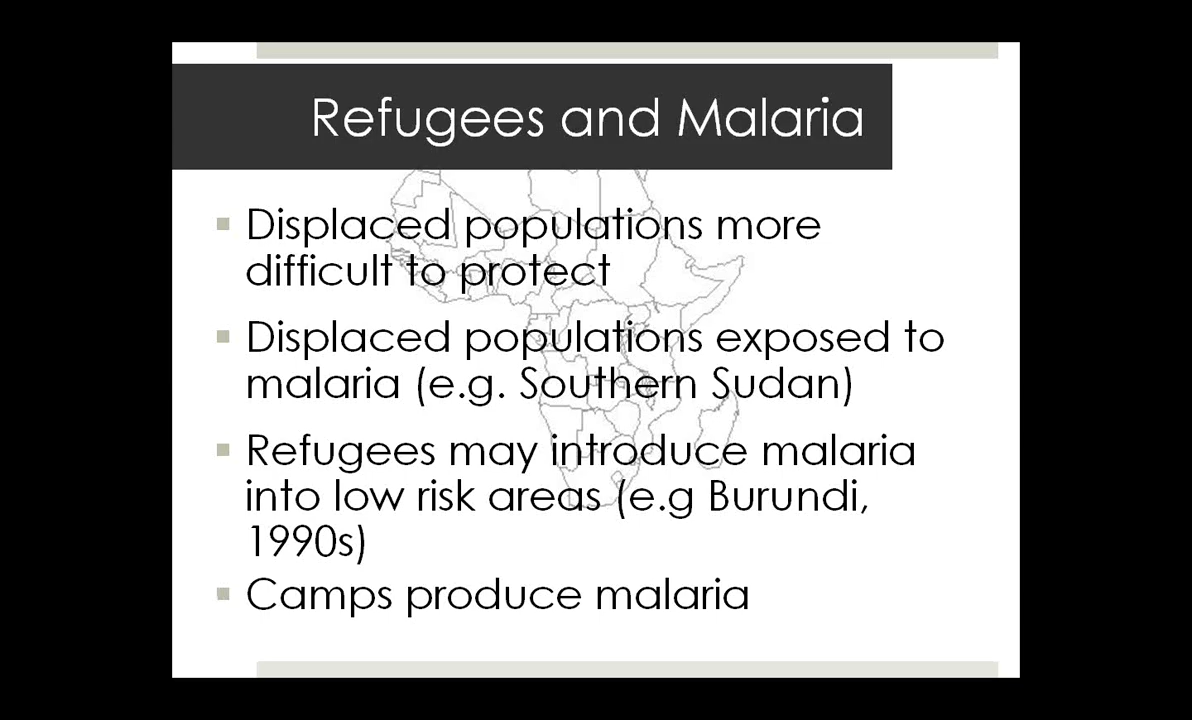 Refugees and Malaria
Displaced populations more
difficult to protect
Displaced populations exposed to
malaria (e.g. Southern Sudan)
Refugees may introduce malaria
into low risk areas (e.g Burundi,
1990s)
Camps produce malaria